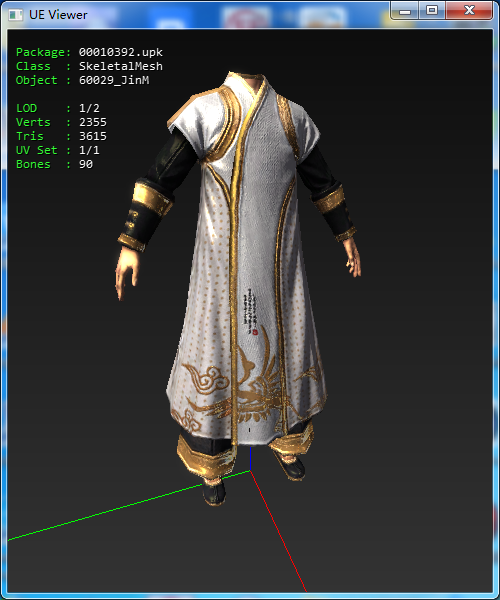 UE Viewer
Package: 00010392.upk
Class : SkeletalMesh
Object : 60029_JinM
LOD : 1/2
Verts : 2355
Tris : 3615
UV Set : 1/1
Bones : 90